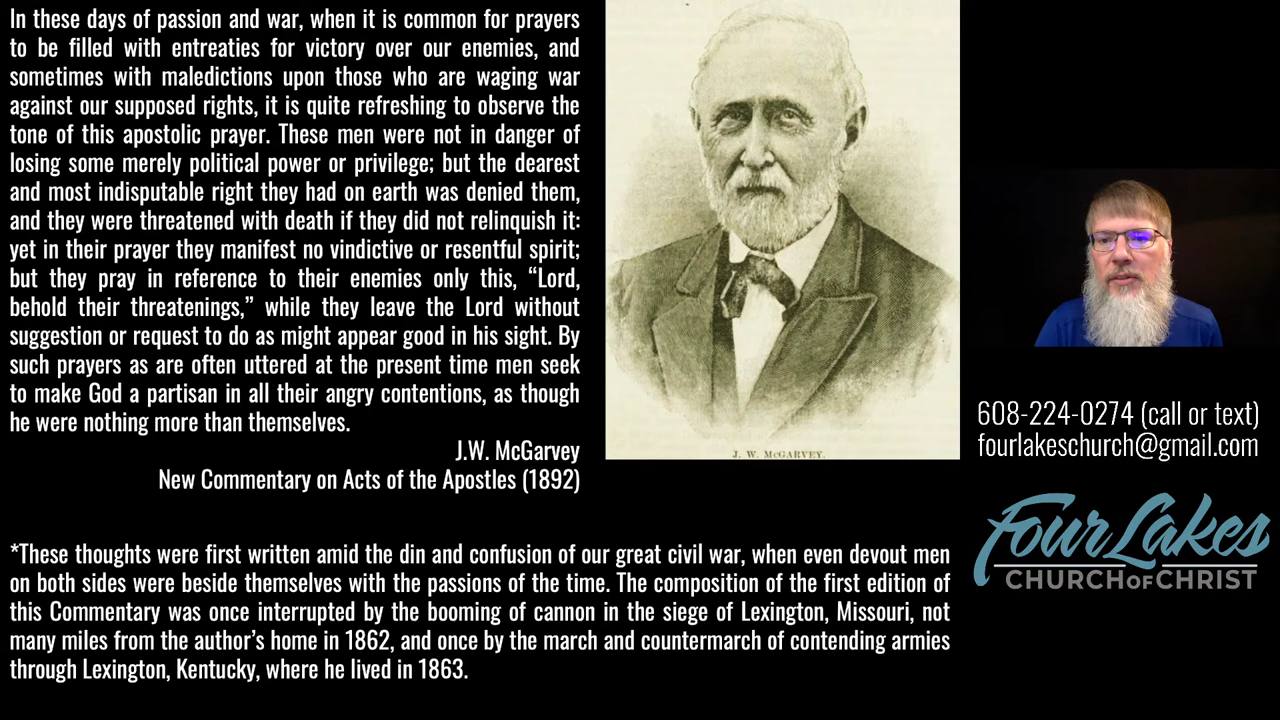 In these days of passion and war, when it is common for prayers
to be filled with entreaties for victory over our enemies, and
sometimes with maledictions upon those who are waging war
against our supposed rights, it is quite refreshing to observe the
tone of this apostolic prayer. These men were not in danger of
losing some merely political power or privilege; but the dearest
and most indisputable right they had on earth was denied them,
and they were threatened with death if they did not relinquish it:
yet in their prayer they manifest no vindictive or resentful spirit;
but they pray in reference to their enemies only this, “Lord,
behold their threatenings,” while they leave the Lord without
suggestion or request to do as might appear good in his sight. By
such prayers as are often uttered at the present time men seek
to make God a partisan in all their angry contentions, as though
he were nothing more than themselves.
J.W. McGarvey
New Commentary on Acts of the Apostles (1892)
*These thoughts were first written amid the din and confusion of our great civil war, when even devout men
on both sides were beside themselves with the passions of the time. The composition of the first edition of
this Commentary was once interrupted by the booming of cannon in the siege of Lexington, Missouri, not
many miles from the author’s home in 1862, and once by the march and countermarch of contending armies
through Lexington, Kentucky, where he lived in 1863.
J. W. McGARVEY.
608-224-0274 (call or text)
fourlakeschurch@gmail.com
Four Lakes
CHURCH OF CHRIST